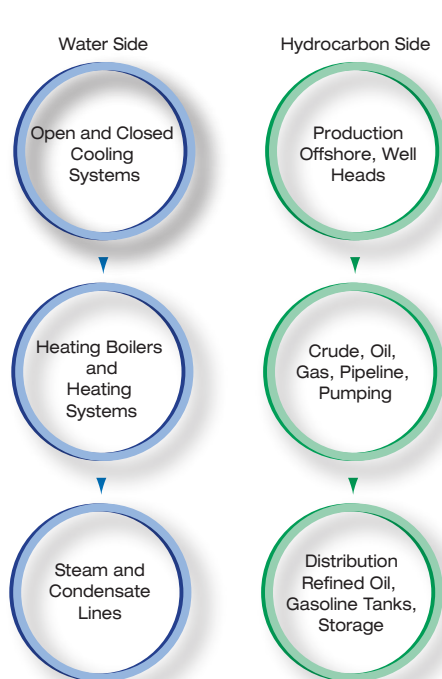 Water Side
Open and Closed
Cooling
Systems
Heating Boilers
and
Heating
Systems
Steam and
Condensate
Lines
Hydrocarbon Side
Production
Offshore, Well
Heads
Crude, Oil,
Gas, Pipeline,
Pumping
Distribution
Refined Oil,
Gasoline Tanks,
Storage